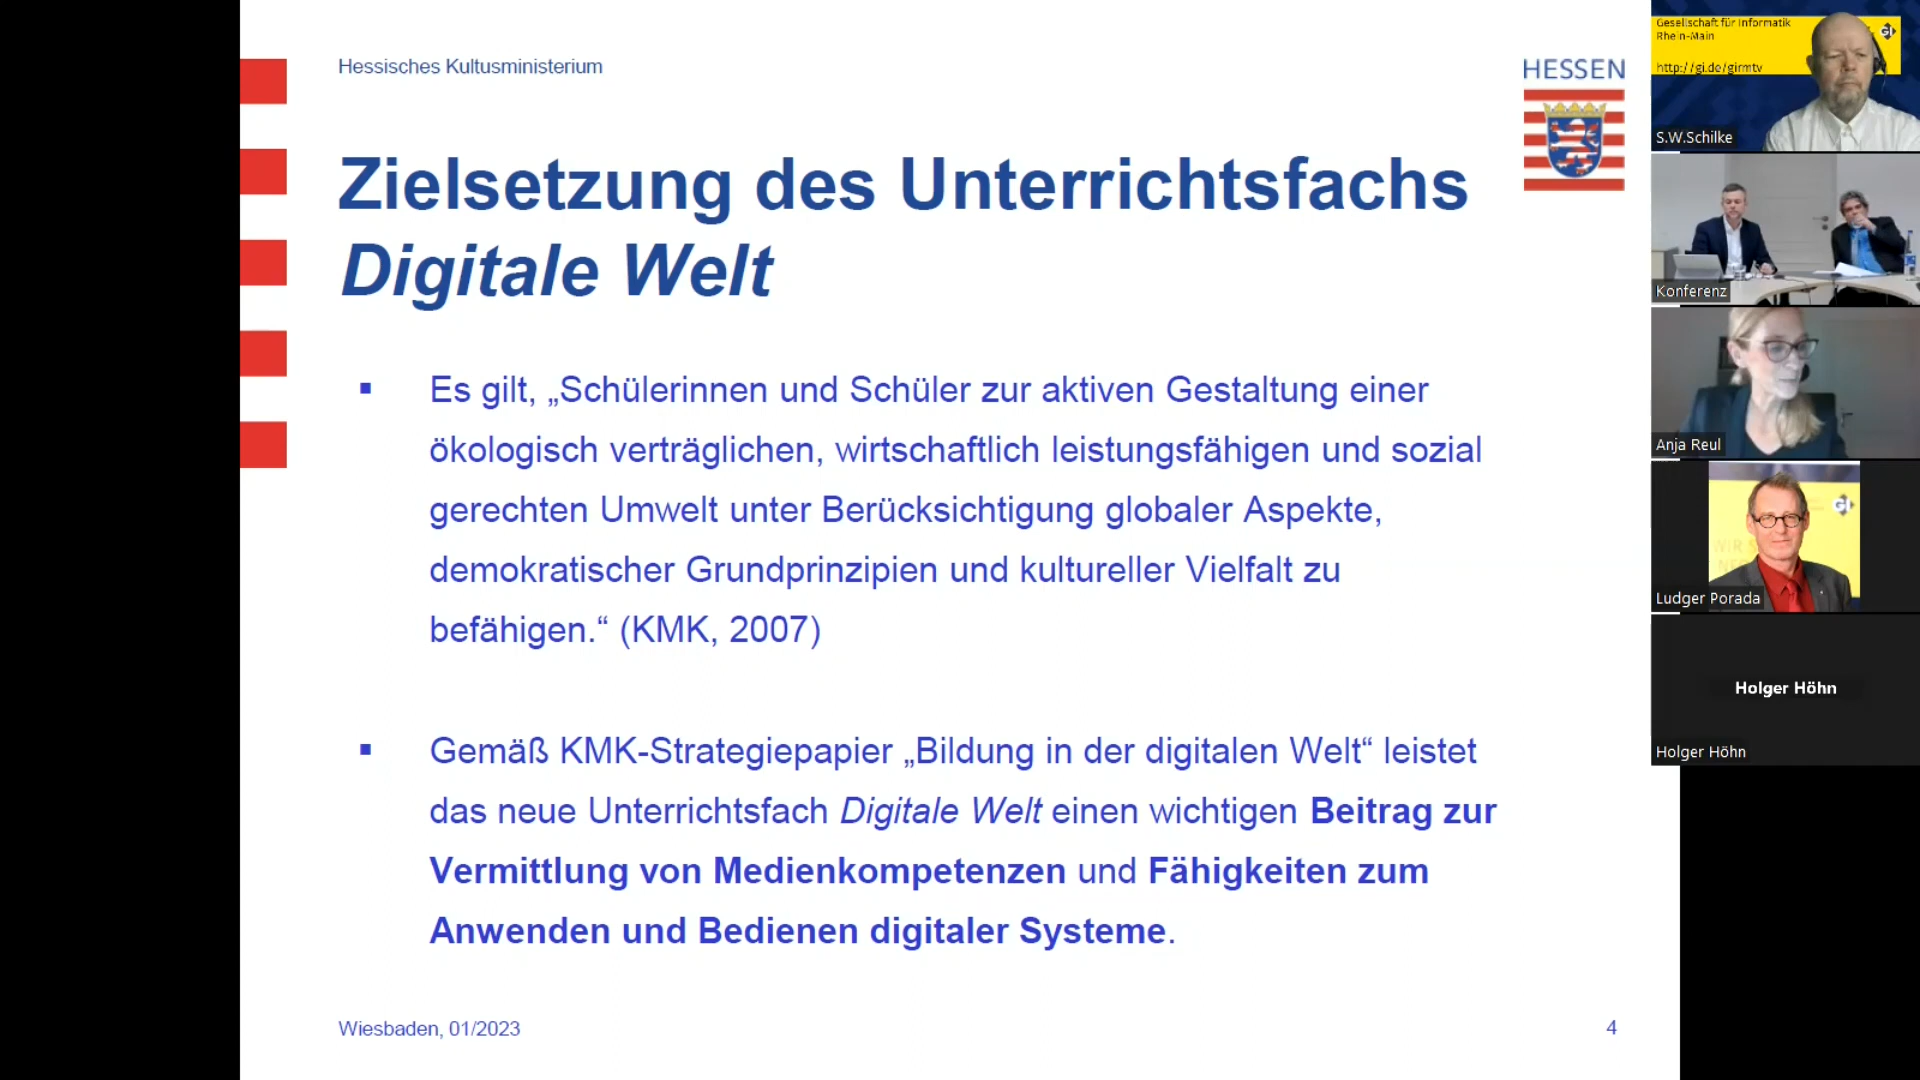 Hessisches Kultusministerium
HESSEN
Zielsetzung des Unterrichtsfachs
Digitale Welt
▪ Es gilt, „Schülerinnen und Schüler zur aktiven Gestaltung einer
ökologisch verträglichen, wirtschaftlich leistungsfähigen und sozial
gerechten Umwelt unter Berücksichtigung globaler Aspekte,
demokratischer Grundprinzipien und kultureller Vielfalt zu
befähigen.“ (KMK, 2007)
▪ Gemäß KMK-Strategiepapier „Bildung in der digitalen Welt“ leistet
das neue Unterrichtsfach Digitale Welt einen wichtigen Beitrag zur
Vermittlung von Medienkompetenzen und Fähigkeiten zum
Anwenden und Bedienen digitaler Systeme.
Wiesbaden, 01/2023
4
Gesellschaft für Informatik
Rhein-Main
GI
http://gi.de/girmtv
S.W.Schilke
Konferenz
Anja Reul
GI
WIR
Ludger Porada
Holger Höhn
Holger Höhn